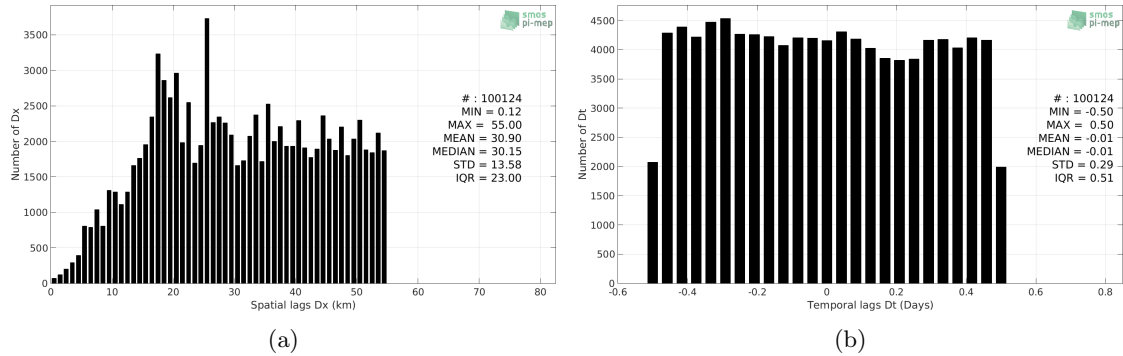 3500
3000
2500
2000
1500
1000
500
0
Number of Dx
0 10 20 30 40 50 60 70 80
Spatial lags Dx (km)
smos
pi-mep
# : 100124
MIN = 0.12
MAX = 55.00
MEAN = 30.90
MEDIAN = 30.15
STD = 13.58
IQR = 23.00
(a)
4500
4000
3500
3000
2500
2000
1500
1000
500
0
Number of Dt
-0.6 -0.4 -0.2 0 0.2 0.4 0.6 0.8
Temporal lags Dt (Days)
smos
pi-mep
# : 100124
MIN = -0.50
MAX = 0.50
MEAN = -0.01
MEDIAN = -0.01
STD = 0.29
IQR = 0.51
(b)